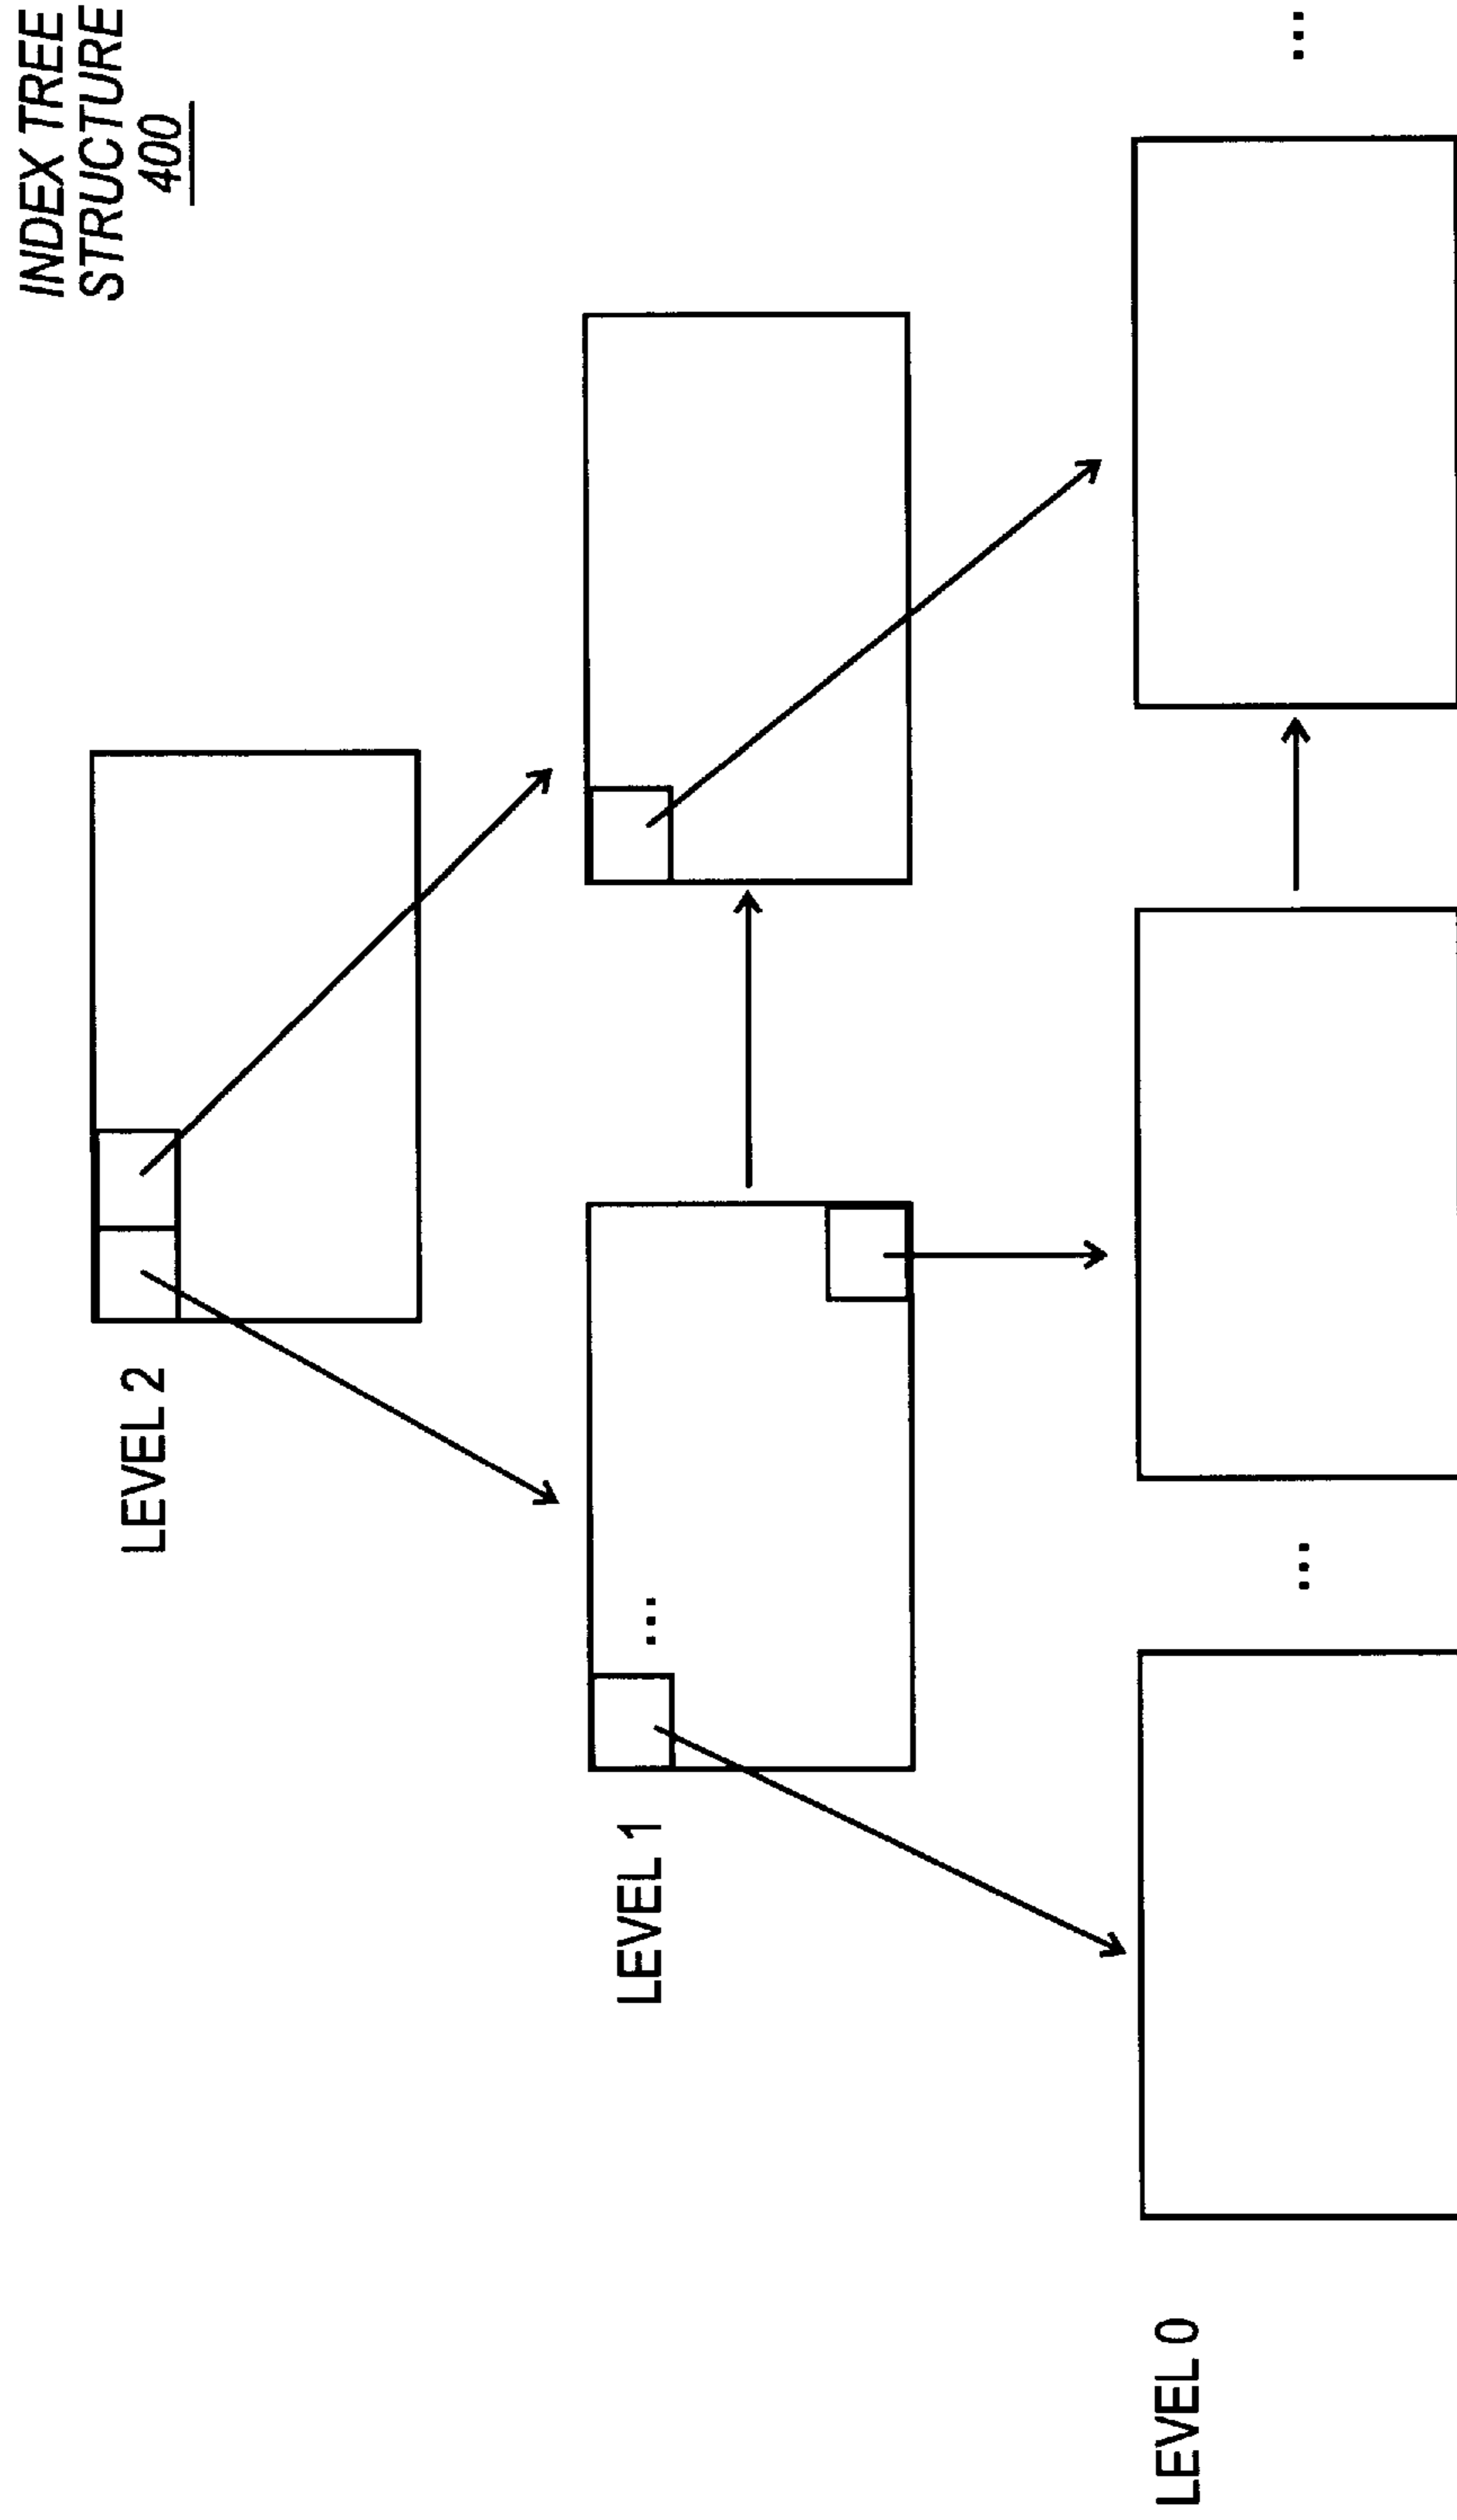 INDEX TREE
STRUCTURE
400
LEVEL 2
...
LEVEL 1
...
...
LEVEL 0